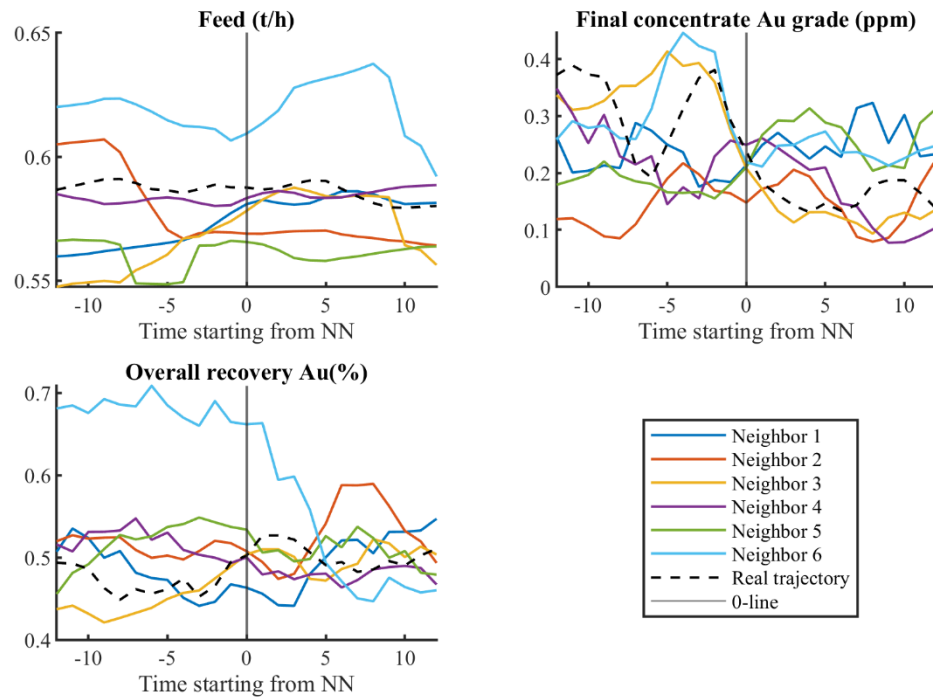 Feed (t/h)
0.65
0.6
0.55
-10 -5 0 5 10
Time starting from NN
Final concentrate Au grade (ppm)
0.4
0.3
0.2
0.1
0
-10 -5 0 5 10
Time starting from NN
Overall recovery Au(%)
0.7
0.6
0.5
0.4
-10 -5 0 5 10
Time starting from NN
Neighbor 1
Neighbor 2
Neighbor 3
Neighbor 4
Neighbor 5
Neighbor 6
Real trajectory
0-line